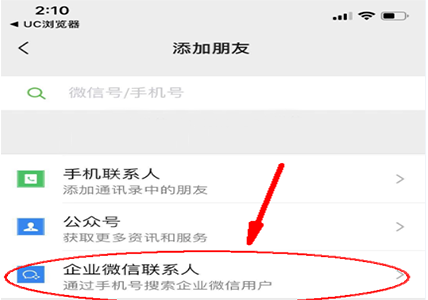 2:10
◀ UC浏览器
添加朋友
微信号/手机号
手机联系人
添加通讯录中的朋友
公众号
获取更多资讯和服务
企业微信联系人
通过手机号搜索企业微信用户